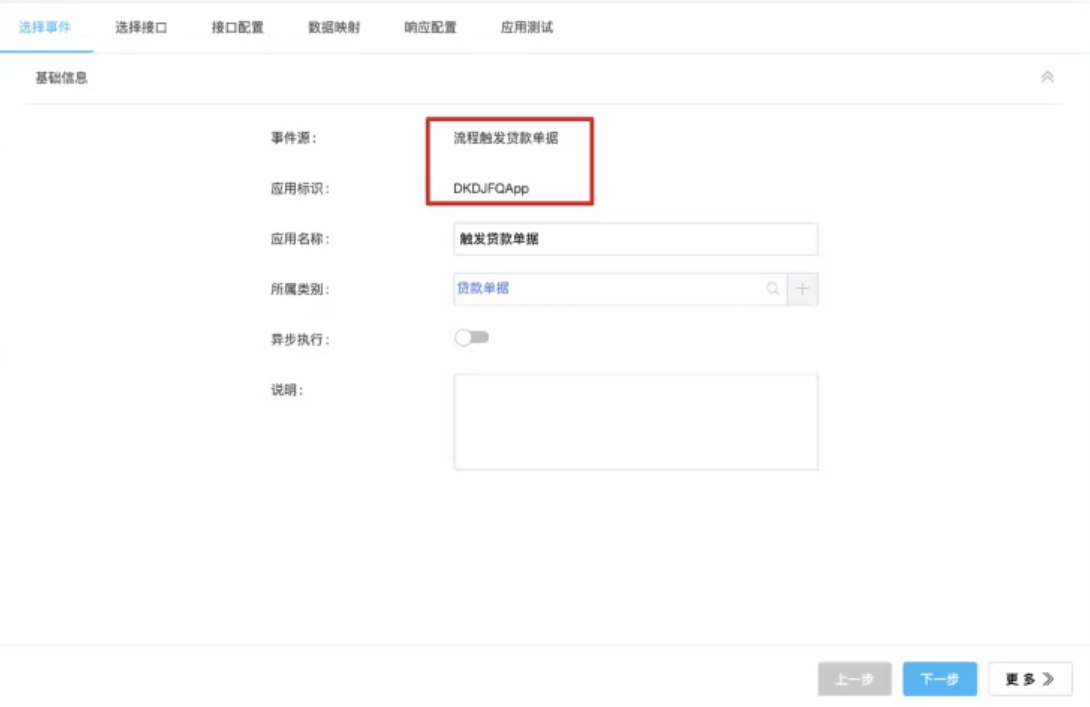 选择事件 选择接口 接口配置 数据映射 响应配置 应用测试
基础信息
事件源： 流程触发贷款单据
应用标识： DKDJFQApp
应用名称： 触发贷款单据
所属类别： 贷款单据
异步执行：
说明：
上一步 下一步 更多